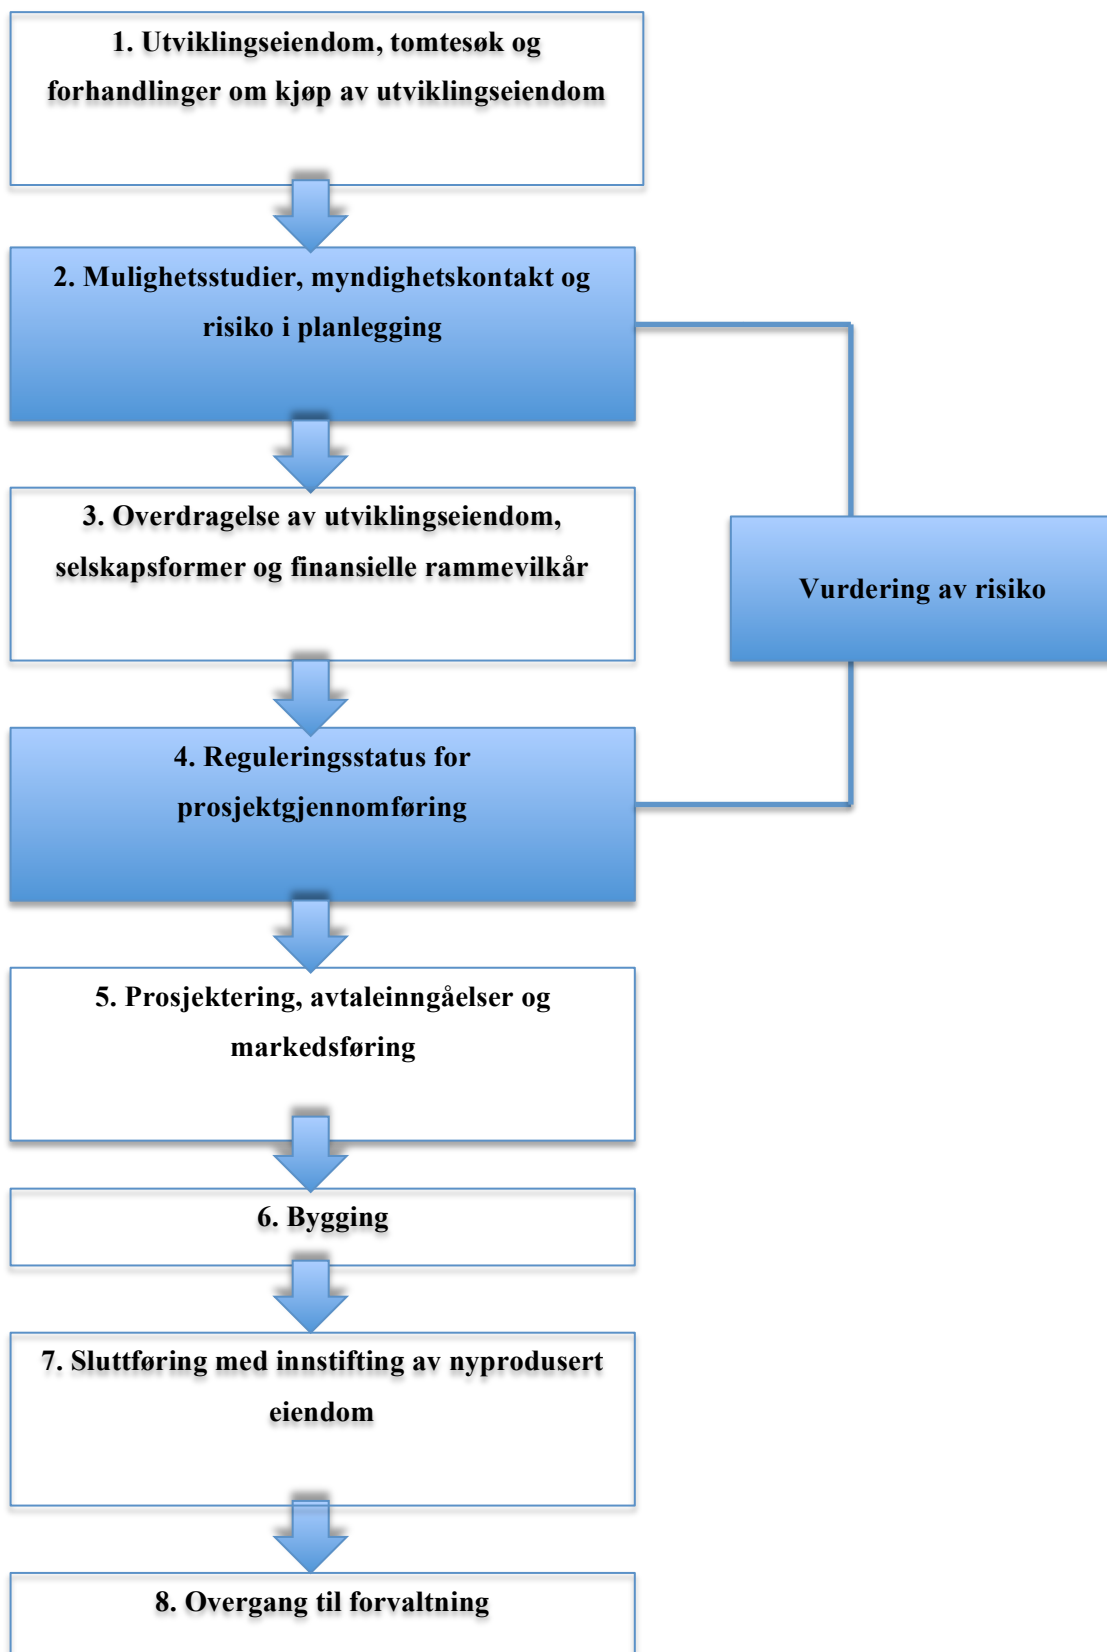 1. Utviklingseiendom, tomtesøk og
forhandlinger om kjøp av utviklingseiendom
2. Mulighetsstudier, myndighetskontakt og
risiko i planlegging
3. Overdragelse av utviklingseiendom,
selskapsformer og finansielle rammevilkår
Vurdering av risiko
4. Reguleringsstatus for
prosjektgjennomføring
5. Prosjektering, avtaleinngåelser og
markedsføring
6. Bygging
7. Sluttføring med innstifting av nyprodusert
eiendom
8. Overgang til forvaltning